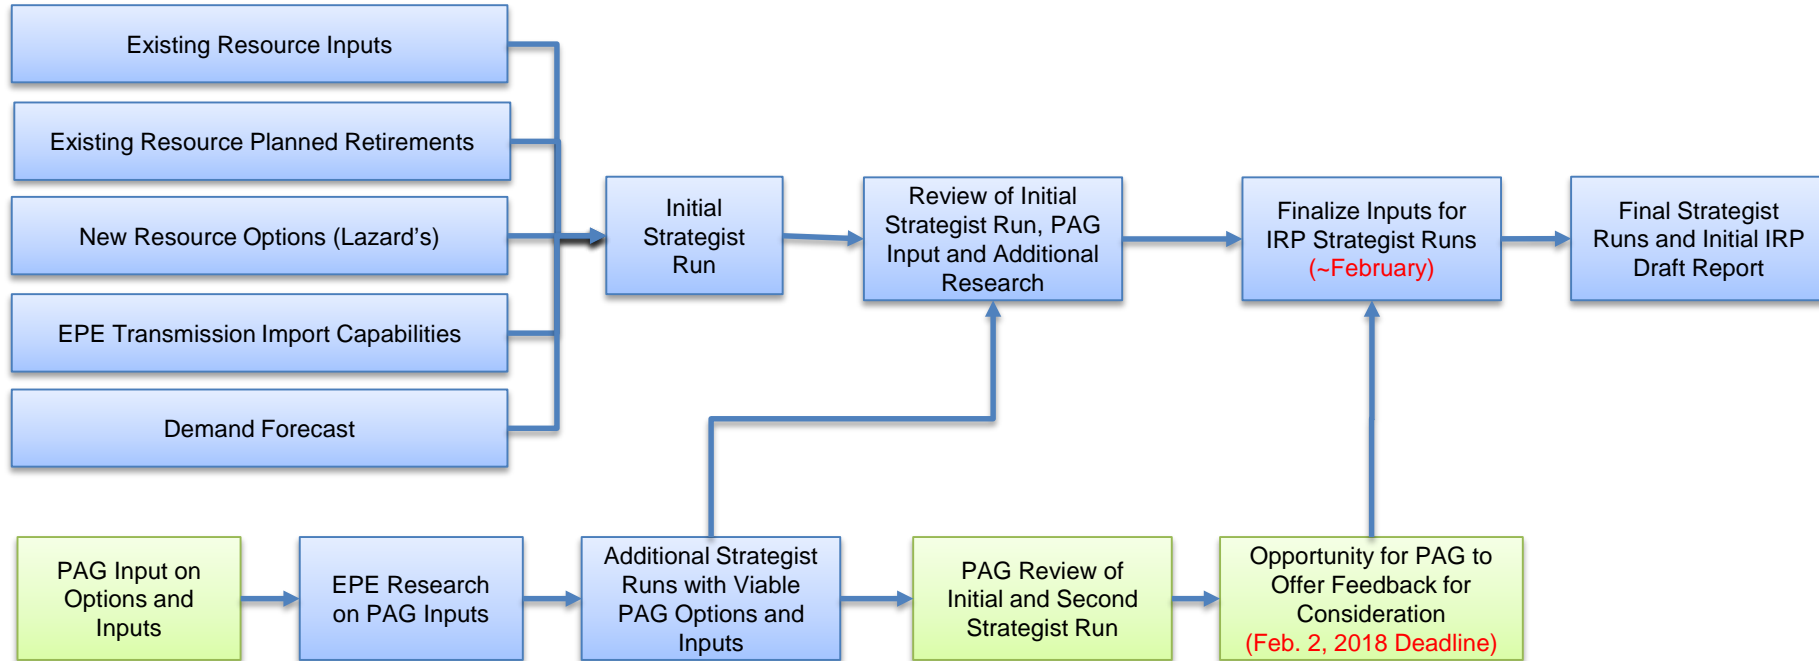 Existing Resource Inputs
Existing Resource Planned Retirements
New Resource Options (Lazard's)
EPE Transmission Import Capabilities
Demand Forecast
Initial
Strategist
Run
Review of Initial
Strategist Run, PAG
Input and Additional
Research
Finalize Inputs for
IRP Strategist Runs
(~February)
Final Strategist
Runs and Initial IRP
Draft Report
PAG Input on
Options and
Inputs
EPE Research
on PAG Inputs
Additional Strategist
Runs with Viable
PAG Options and
Inputs
PAG Review of
Initial and Second
Strategist Run
Opportunity for PAG to
Offer Feedback for
Consideration
(Feb. 2, 2018 Deadline)